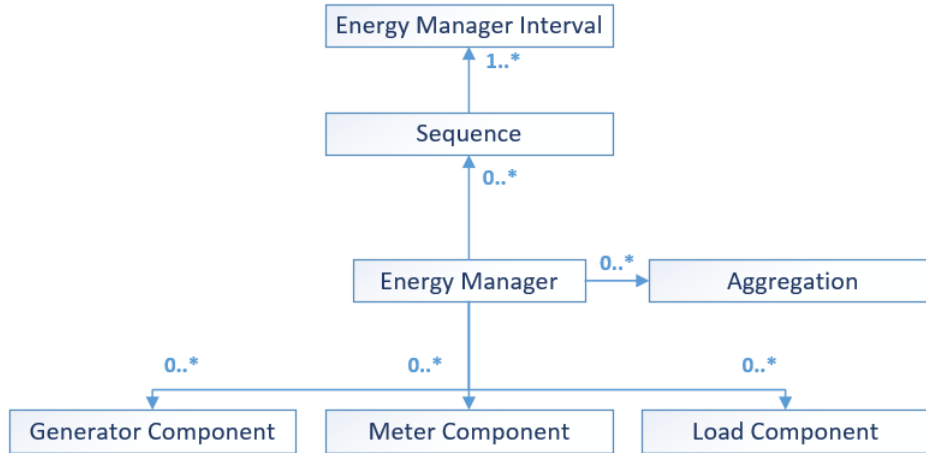 Energy Manager Interval
1..*
Sequence
0..*
Energy Manager
0..*
Aggregation
0..*
0..*
0..*
Generator Component
Meter Component
Load Component